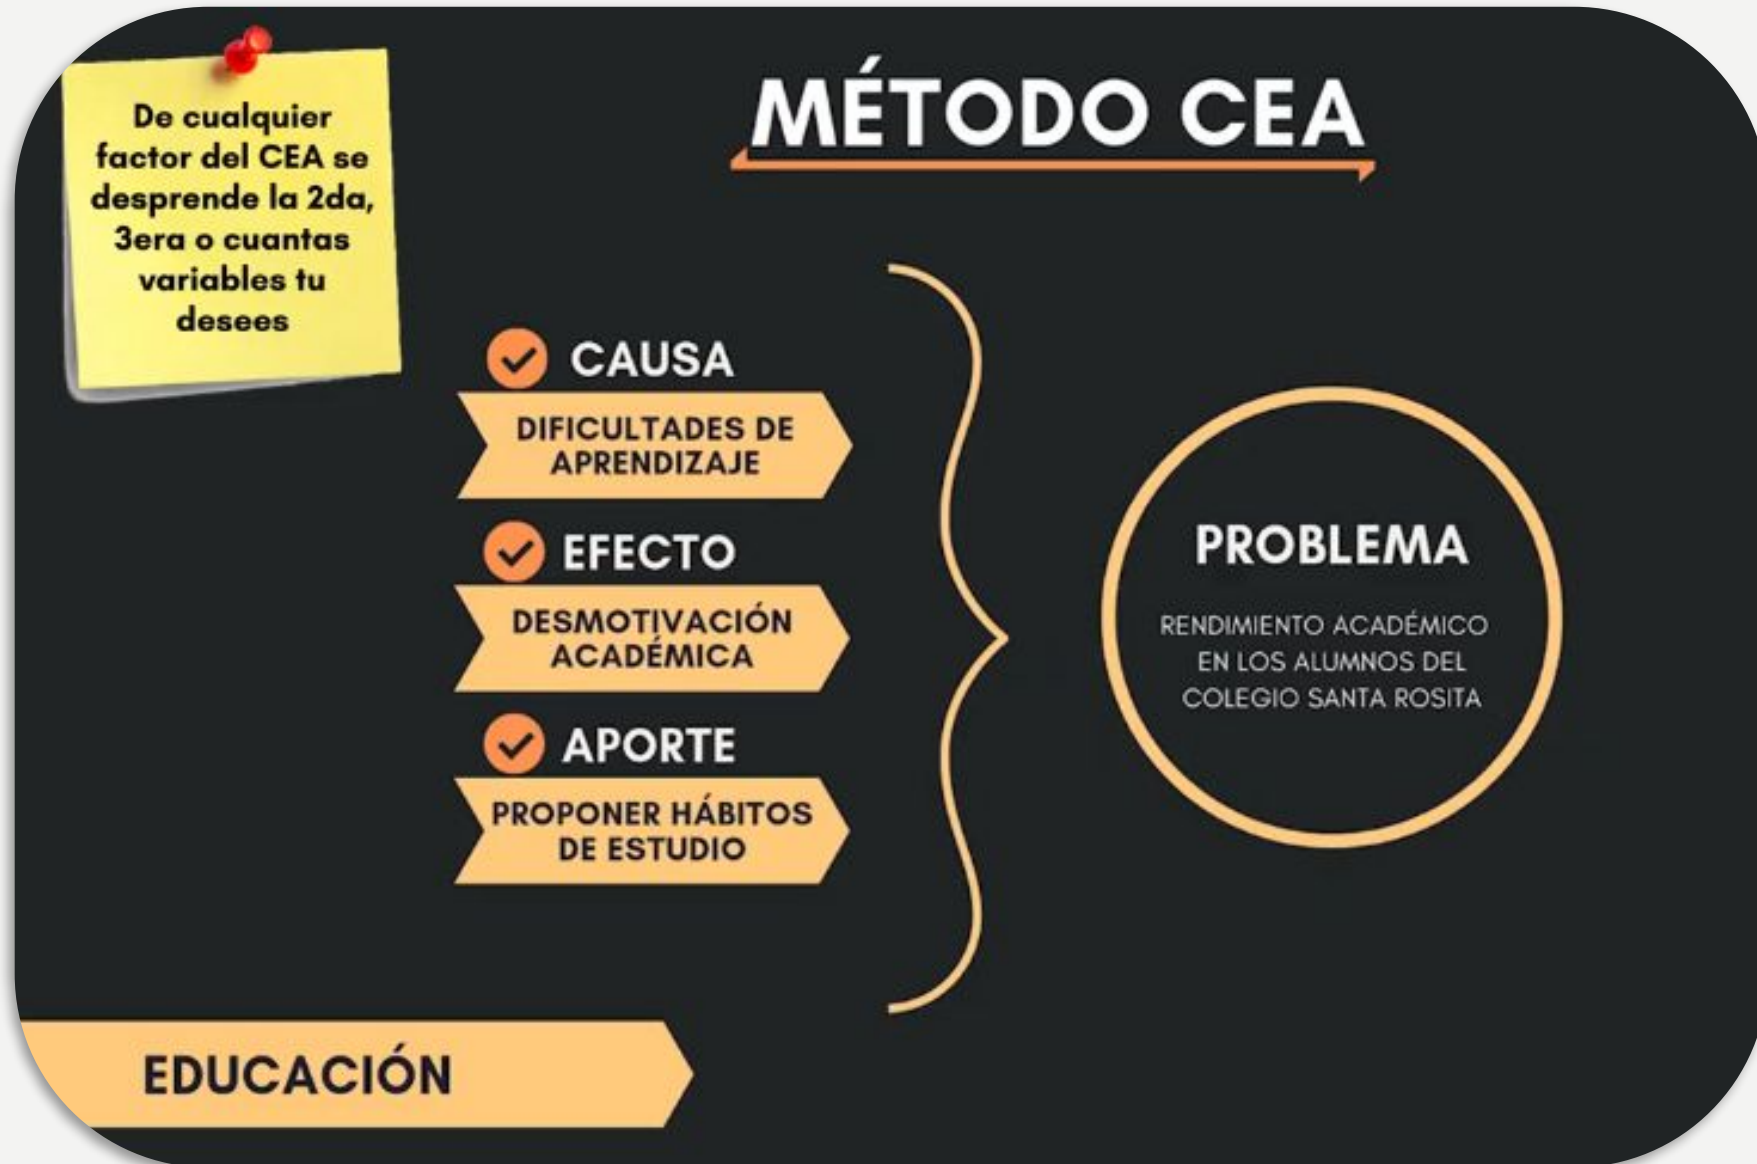 De cualquier
factor del CEA se
desprende la 2da,
3era o cuantas
variables tu
desees
MÉTODO CEA
CAUSA
DIFICULTADES DE
APRENDIZAJE
EFECTO
DESMOTIVACIÓN
ACADÉMICA
APORTE
PROPONER HÁBITOS
DE ESTUDIO
PROBLEMA
RENDIMIENTO ACADÉMICO
EN LOS ALUMNOS DEL
COLEGIO SANTA ROSITA
EDUCACIÓN